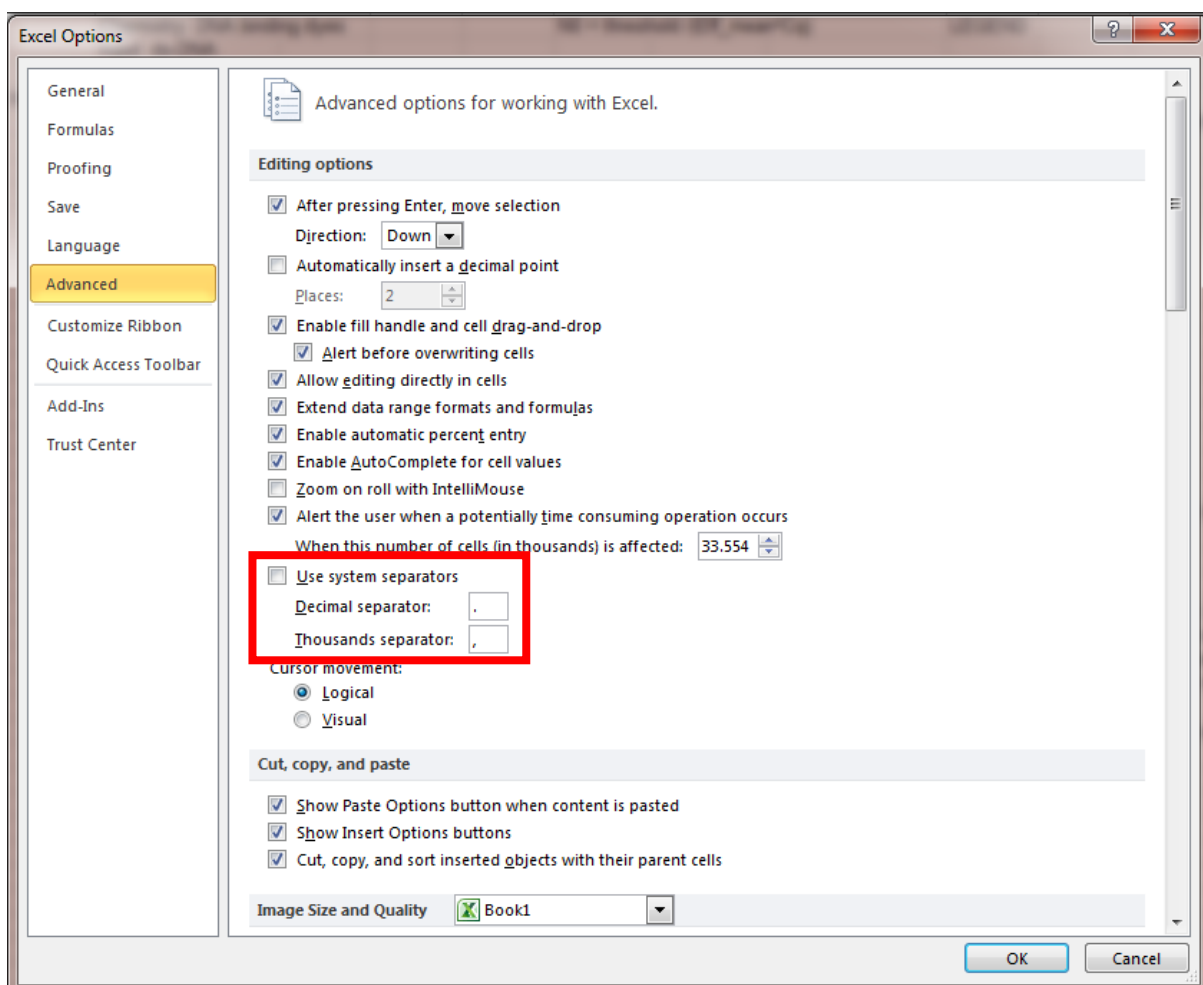 Excel Options
General
Formulas
Proofing
Save
Language
Advanced
Customize Ribbon
Quick Access Toolbar
Add-Ins
Trust Center
Advanced options for working with Excel.
Editing options
After pressing Enter, move selection
Direction: Down
Automatically insert a decimal point
Places: 2
Enable fill handle and cell drag-and-drop
Alert before overwriting cells
Allow editing directly in cells
Extend data range formats and formulas
Enable automatic percent entry
Enable AutoComplete for cell values
Zoom on roll with IntelliMouse
Alert the user when a potentially time consuming operation occurs
When this number of cells (in thousands) is affected: 33.554
Use system separators
Decimal separator: .
Thousands separator: ,
Cursor movement:
Logical
Visual
Cut, copy, and paste
Show Paste Options button when content is pasted
Show Insert Options buttons
Cut, copy, and sort inserted objects with their parent cells
Image Size and Quality Book1
OK Cancel